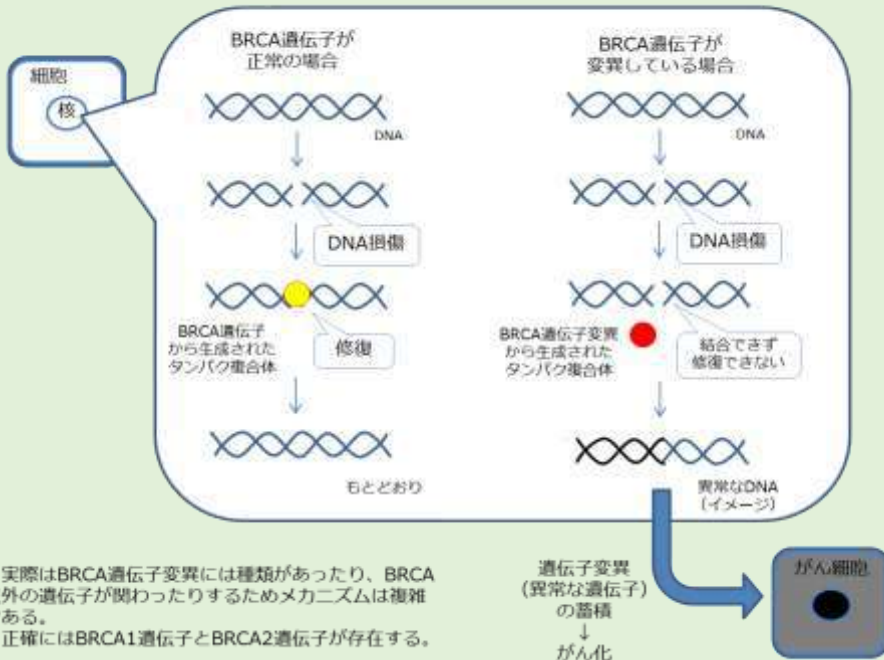 細胞
核
BRCA遺伝子が
正常の場合
DNA
DNA損傷
BRCA遺伝子
から生成された
タンパク複合体
修復
もとどおり
BRCA遺伝子が
変異している場合
DNA
DNA損傷
BRCA遺伝子変異
から生成された
タンパク複合体
結合できず
修復できない
異常なDNA
(イメージ)
実際はBRCA遺伝子変異には種類があったり、BRCA
外の遺伝子が関わったりするためメカニズムは複雑
ある。
正確にはBRCA1遺伝子とBRCA2遺伝子が存在する。
遺伝子変異
(異常な遺伝子)
の蓄積
↓
がん化
がん細胞